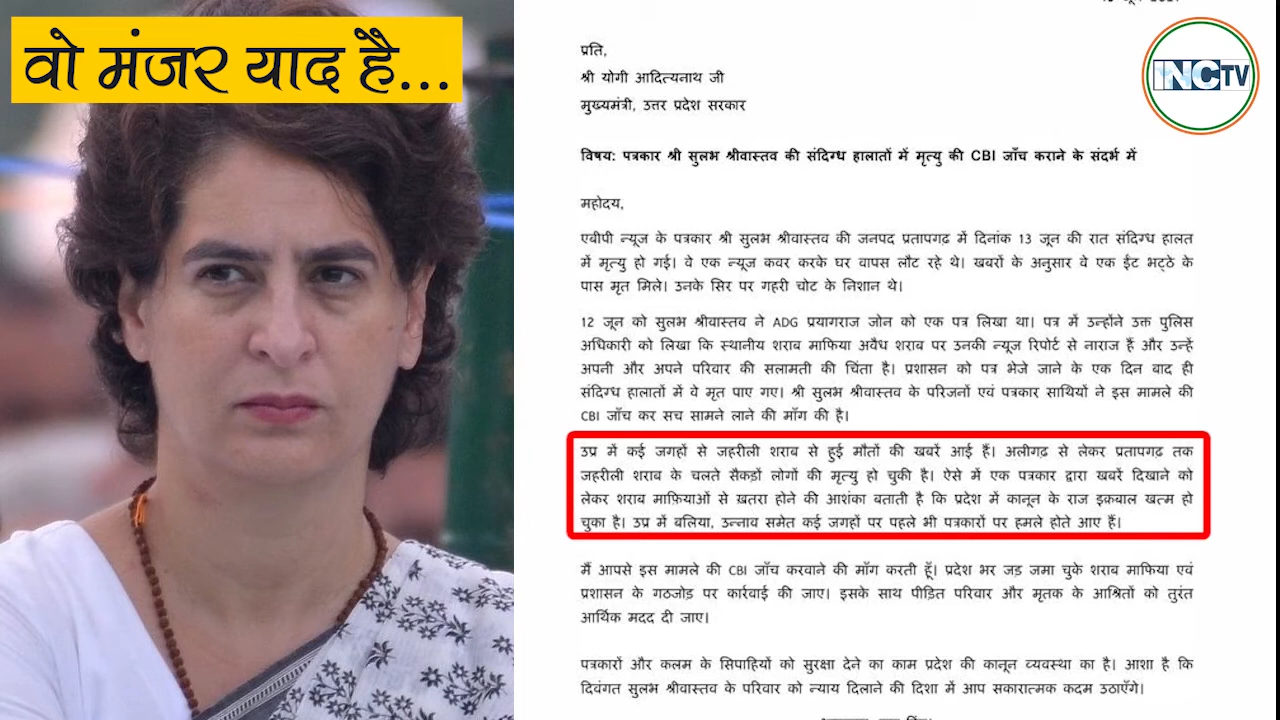 वो मंजर याद है...
INCTV
प्रति,
श्री योगी आदित्यनाथ जी
मुख्यमंत्री, उत्तर प्रदेश सरकार
विषय: पत्रकार श्री सुलभ श्रीवास्तव की संदिग्ध हालातों में मृत्यु की CBI जाँच कराने के संदर्भ में
महोदय,
एबीपी न्यूज के पत्रकार श्री सुलभ श्रीवास्तव की जनपद प्रतापगढ़ में दिनांक 13 जून की रात संदिग्ध हालत
में मृत्यु हो गई। वे एक न्यूज कवर करके घर वापस लौट रहे थे। खबरों के अनुसार वे एक ईंट भट्ठे के
पास मृत मिले। उनके सिर पर गहरी चोट के निशान थे।
12 जून को सुलभ श्रीवास्तव ने ADG प्रयागराज जोन को एक पत्र लिखा था। पत्र में उन्होंने उक्त पुलिस
अधिकारी को लिखा कि स्थानीय शराब माफिया अवैध शराब पर उनकी न्यूज रिपोर्ट से नाराज हैं और उन्हें
अपनी और अपने परिवार की सलामती की चिंता है। प्रशासन को पत्र भेजे जाने के एक दिन बाद ही
संदिग्ध हालातों में वे मृत पाए गए। श्री सुलभ श्रीवास्तव के परिजनों एवं पत्रकार साथियों ने इस मामले की
CBI जाँच कर सच सामने लाने की माँग की है।
उप्र में कई जगहों से जहरीली शराब से हुई मौतों की खबरें आई हैं। अलीगढ़ से लेकर प्रतापगढ़ तक
जहरीली शराब के चलते सैकड़ों लोगों की मृत्यु हो चुकी है। ऐसे में एक पत्रकार द्वारा खबरें दिखाने को
लेकर शराब माफ़ियाओं से ख़तरा होने की आशंका बताती है कि प्रदेश में कानून के राज इक़बाल खत्म हो
चुका है। उप्र में बलिया, उन्नाव समेत कई जगहों पर पहले भी पत्रकारों पर हमले होते आए हैं।
मैं आपसे इस मामले की CBI जाँच करवाने की माँग करती हूँ। प्रदेश भर जड़ जमा चुके शराब माफिया एवं
प्रशासन के गठजोड़ पर कार्रवाई की जाए। इसके साथ पीड़ित परिवार और मृतक के आश्रितों को तुरंत
आर्थिक मदद दी जाए।
पत्रकारों और कलम के सिपाहियों को सुरक्षा देने का काम प्रदेश की कानून व्यवस्था का है। आशा है कि
दिवंगत सुलभ श्रीवास्तव के परिवार को न्याय दिलाने की दिशा में आप सकारात्मक कदम उठाएँगे।